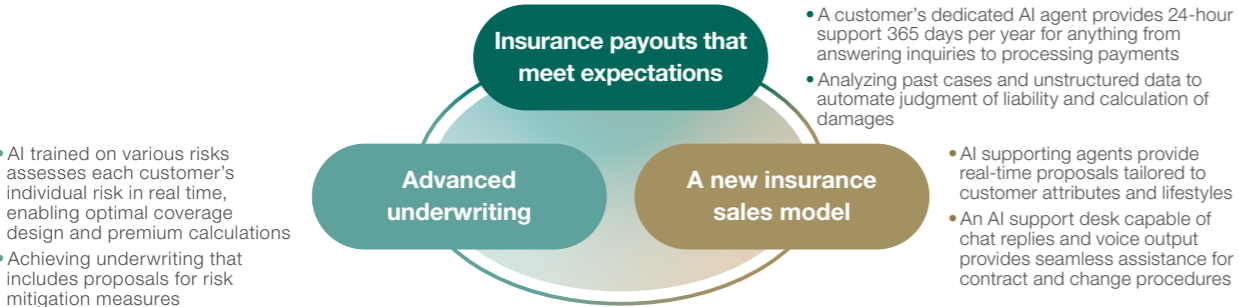 Insurance payouts that
meet expectations
• A customer's dedicated AI agent provides 24-hour
support 365 days per year for anything from
answering inquiries to processing payments
• Analyzing past cases and unstructured data to
automate judgment of liability and calculation of
damages
• AI trained on various risks
assesses each customer's
individual risk in real time,
enabling optimal coverage
design and premium calculations
• Achieving underwriting that
includes proposals for risk
mitigation measures
Advanced
underwriting
A new insurance
sales model
• AI supporting agents provide
real-time proposals tailored to
customer attributes and lifestyles
• An AI support desk capable of
chat replies and voice output
provides seamless assistance for
contract and change procedures